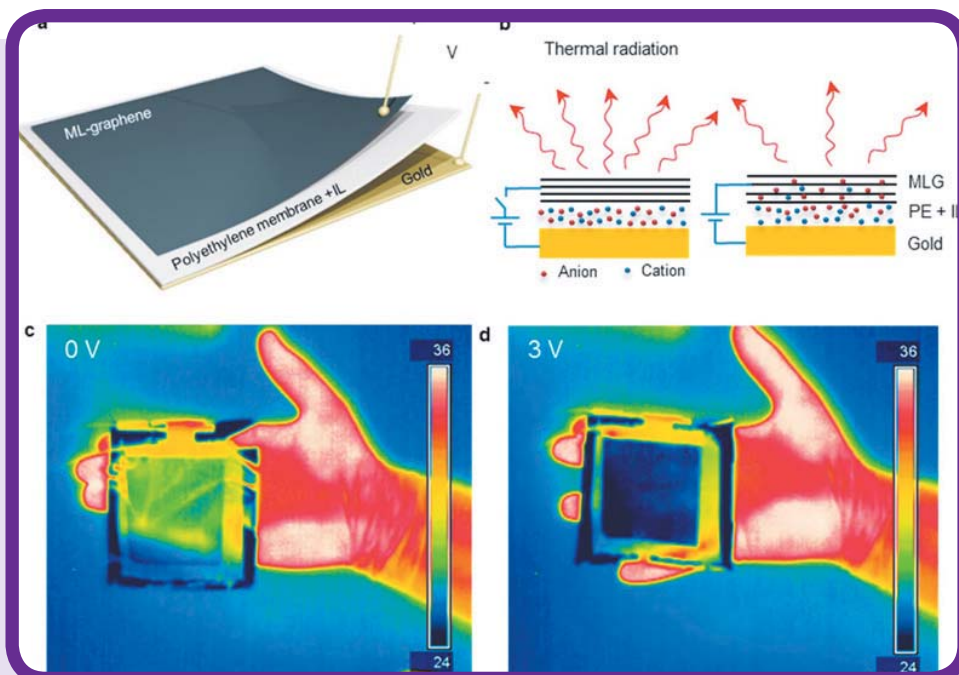 a
V
-
ML-graphene
Polyethylene membrane +IL
Gold
b
Thermal radiation
MLG
PE + IL
Gold
Anion
Cation
c
0 V
36
24
d
3 V
36
24